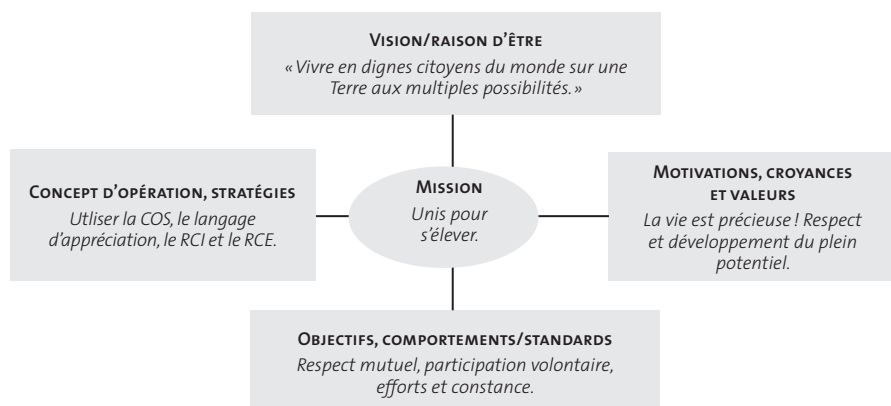 VISION/RAISON D'ÊTRE
« Vivre en dignes citoyens du monde sur une
Terre aux multiples possibilités. »
CONCEPT D'OPÉRATION, STRATÉGIES
Utliser la COS, le langage
d'appréciation, le RCI et le RCE.
MISSION
Unis pour
s'élever.
MOTIVATIONS, CROYANCES
ET VALEURS
La vie est précieuse ! Respect
et développement du plein
potentiel.
OBJECTIFS, COMPORTEMENTS/STANDARDS
Respect mutuel, participation volontaire,
efforts et constance.